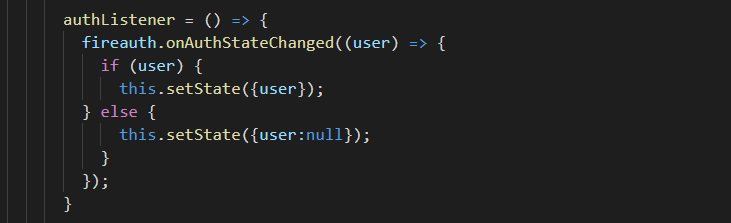 authListener = () => {
fireauth.onAuthStateChanged((user) => {
if (user) {
this.setState({user});
} else {
this.setState({user:null});
}
});
}